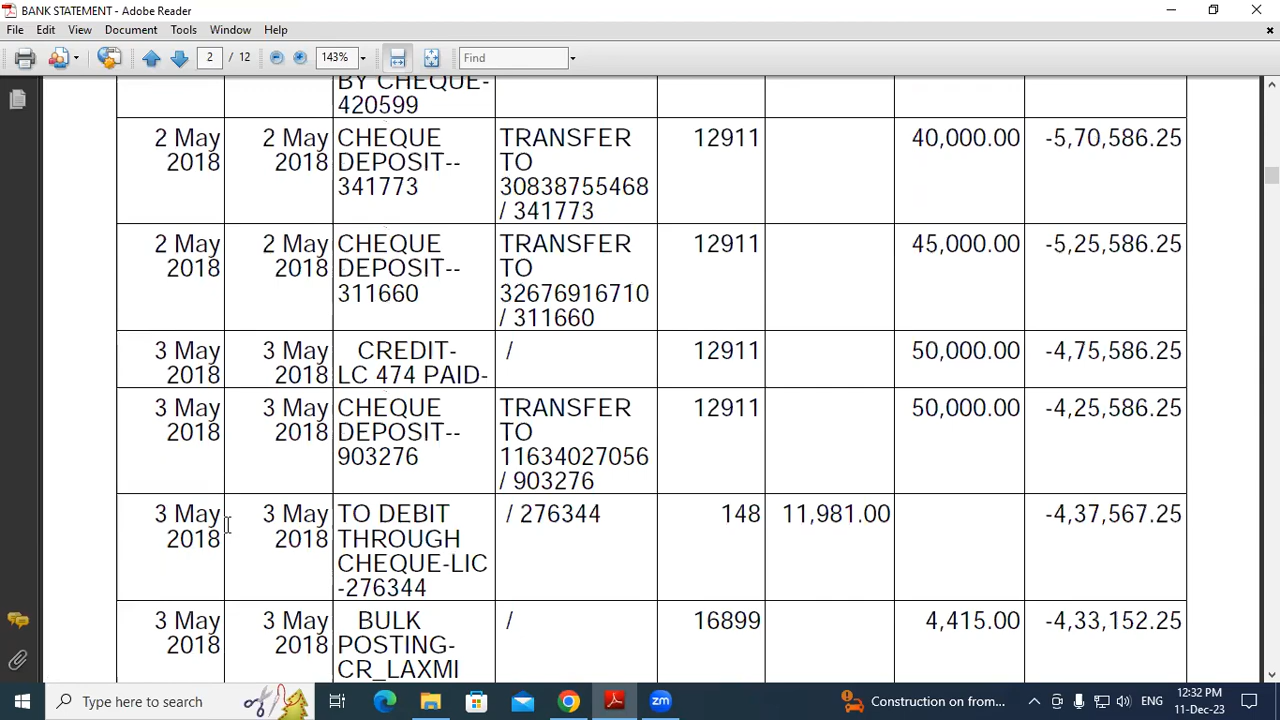 BANK STATEMENT - Adobe Reader
File Edit View Document Tools Window Help
2 / 12 143% Find
BY CHEQUE-
420599
2 May 2 May CHEQUE TRANSFER 12911 40,000.00 -5,70,586.25
2018 2018 DEPOSIT-- TO
341773 30838755468
/ 341773
2 May 2 May CHEQUE TRANSFER 12911 45,000.00 -5,25,586.25
2018 2018 DEPOSIT-- TO
311660 32676916710
/ 311660
3 May 3 May CREDIT- / 12911 50,000.00 -4,75,586.25
2018 2018 LC 474 PAID-
3 May 3 May CHEQUE TRANSFER 12911 50,000.00 -4,25,586.25
2018 2018 DEPOSIT-- TO
903276 11634027056
/ 903276
3 May 3 May TO DEBIT / 276344 148 11,981.00 -4,37,567.25
2018 2018 THROUGH
CHEQUE-LIC
-276344
3 May 3 May BULK / 16899 4,415.00 -4,33,152.25
2018 2018 POSTING-
CR_LAXMI
Type here to search Construction on from... ENG 12:32 PM
11-Dec-23
zm